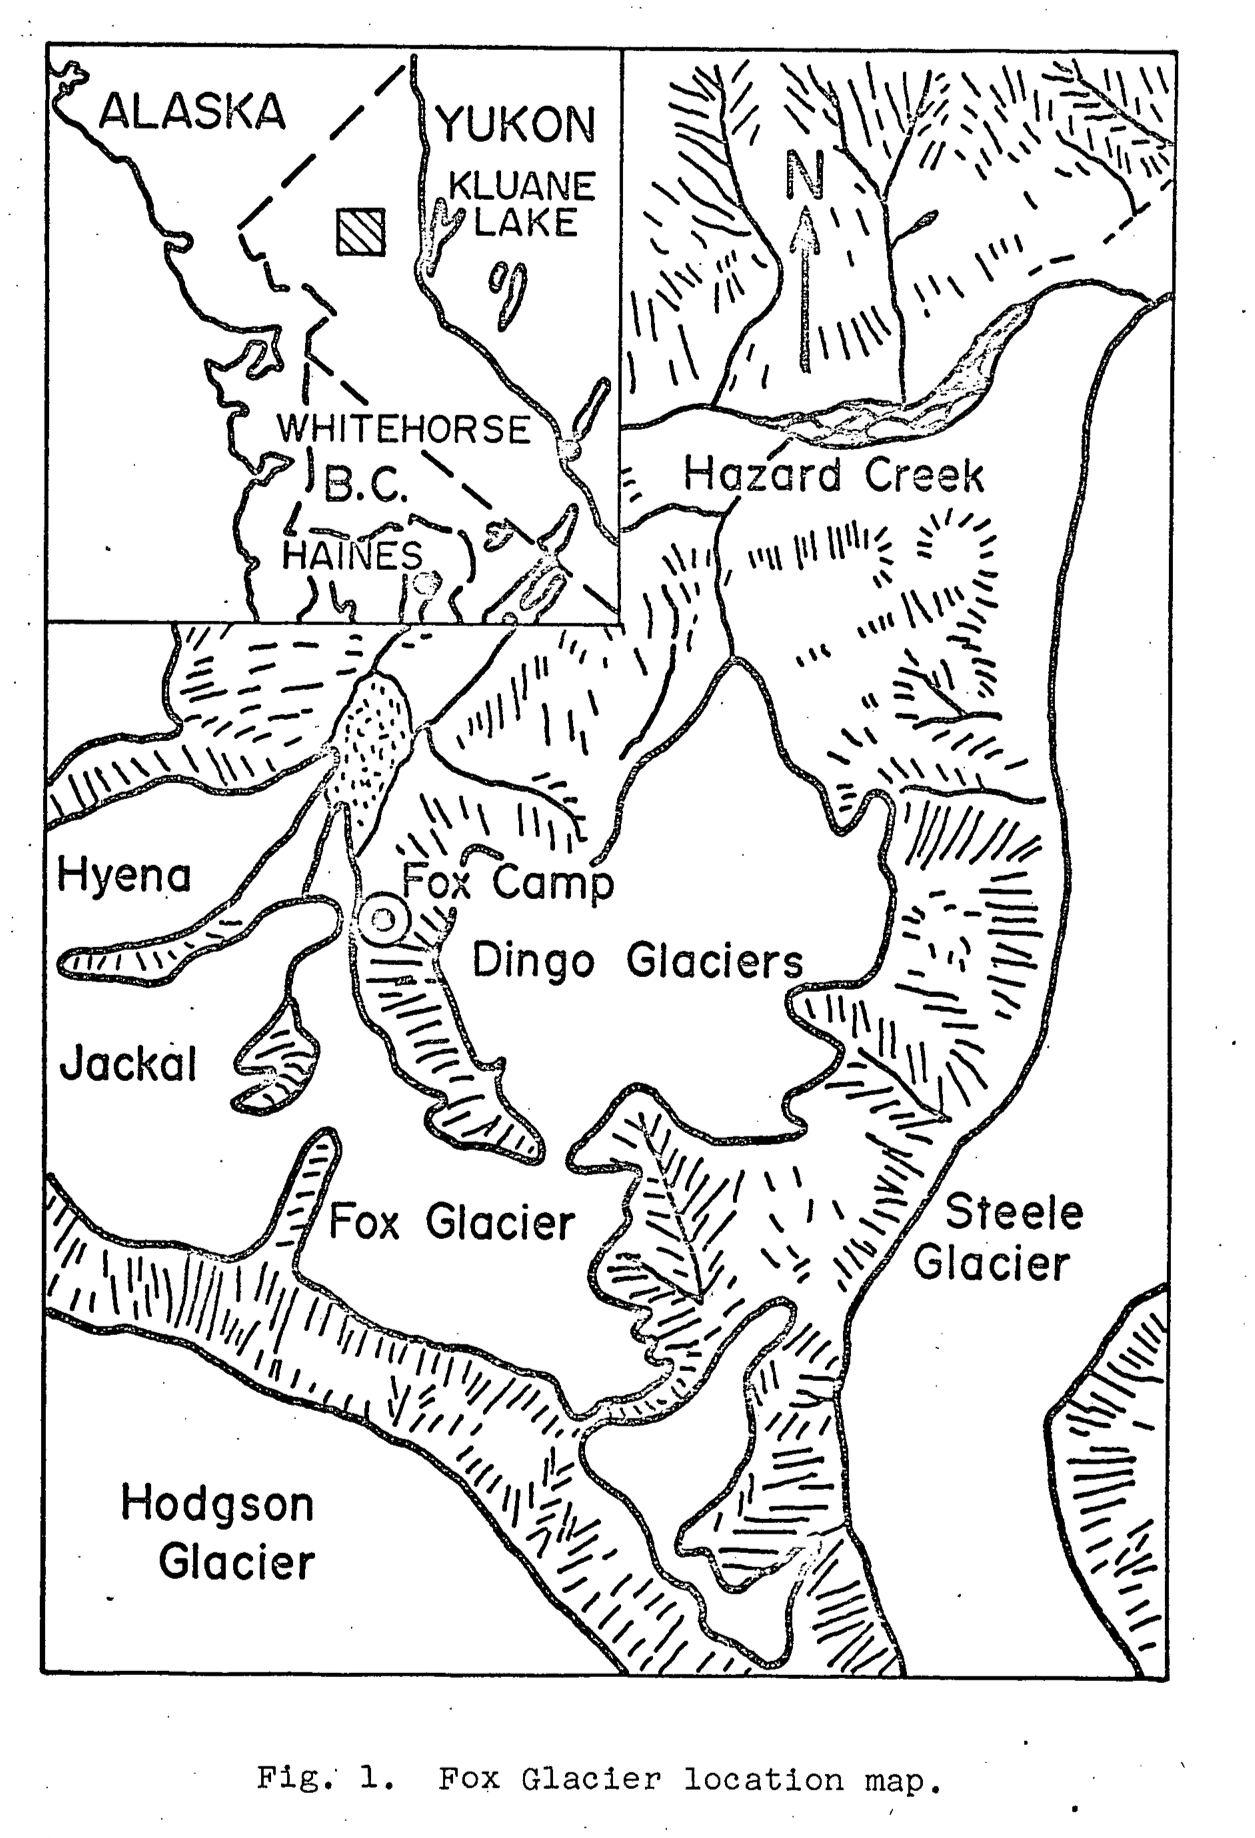 ALASKA
YUKON
KLUANE
LAKE
WHITEHORSE
B.C.
HAINES
N
Hazard Creek
Hyena
Fox Camp
Dingo Glaciers
Jackal
Fox Glacier
Steele
Glacier
Hodgson
Glacier
Fig. 1. Fox Glacier location map.